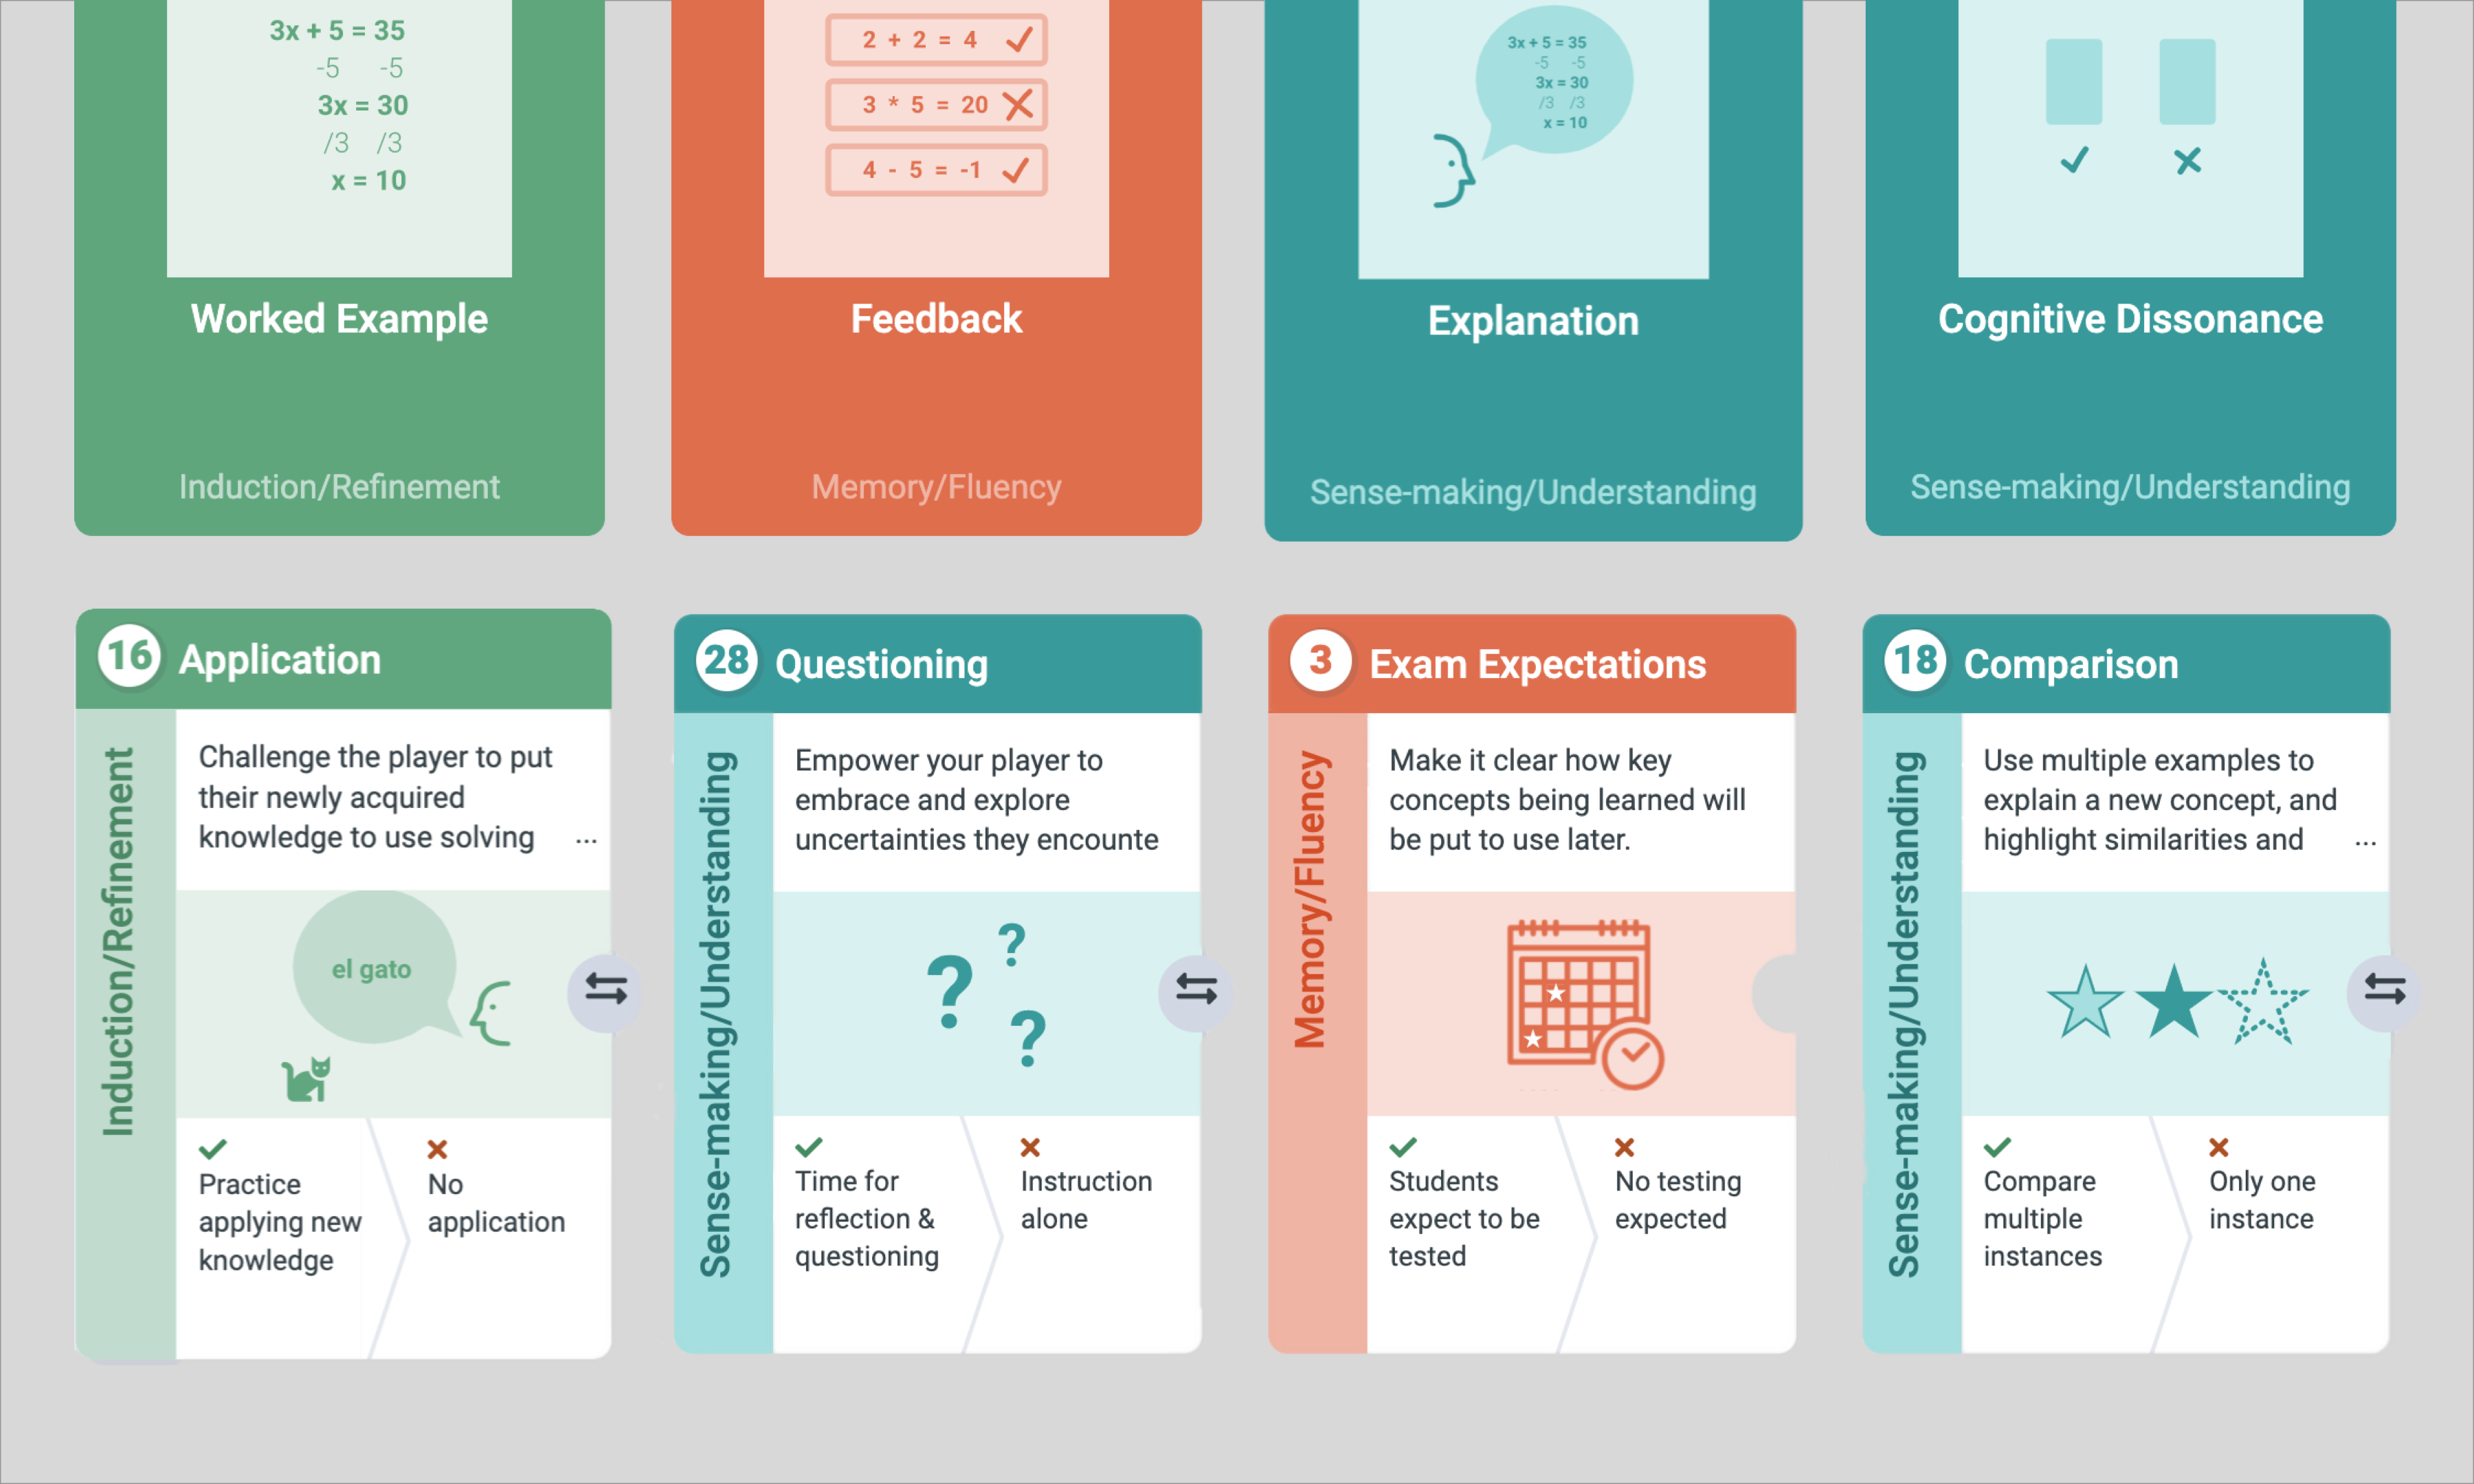 3x + 5 = 35
-5 -5
3x = 30
/3 /3
x = 10
Worked Example
Induction/Refinement
2 + 2 = 4
3 * 5 = 20
4 - 5 = -1
Feedback
Memory/Fluency
3x + 5 = 35
-5 -5
3x = 30
/3 /3
x = 10
Explanation
Sense-making/Understanding
Cognitive Dissonance
Sense-making/Understanding
16 Application
Induction/Refinement
Challenge the player to put
their newly acquired
knowledge to use solving ...
el gato
Practice
applying new
knowledge
No
application
28 Questioning
Sense-making/Understanding
Empower your player to
embrace and explore
uncertainties they encounte
? ? ?
Time for
reflection &
questioning
Instruction
alone
3 Exam Expectations
Memory/Fluency
Make it clear how key
concepts being learned will
be put to use later.
Students
expect to be
tested
No testing
expected
18 Comparison
Sense-making/Understanding
Use multiple examples to
explain a new concept, and
highlight similarities and ...
Compare
multiple
instances
Only one
instance